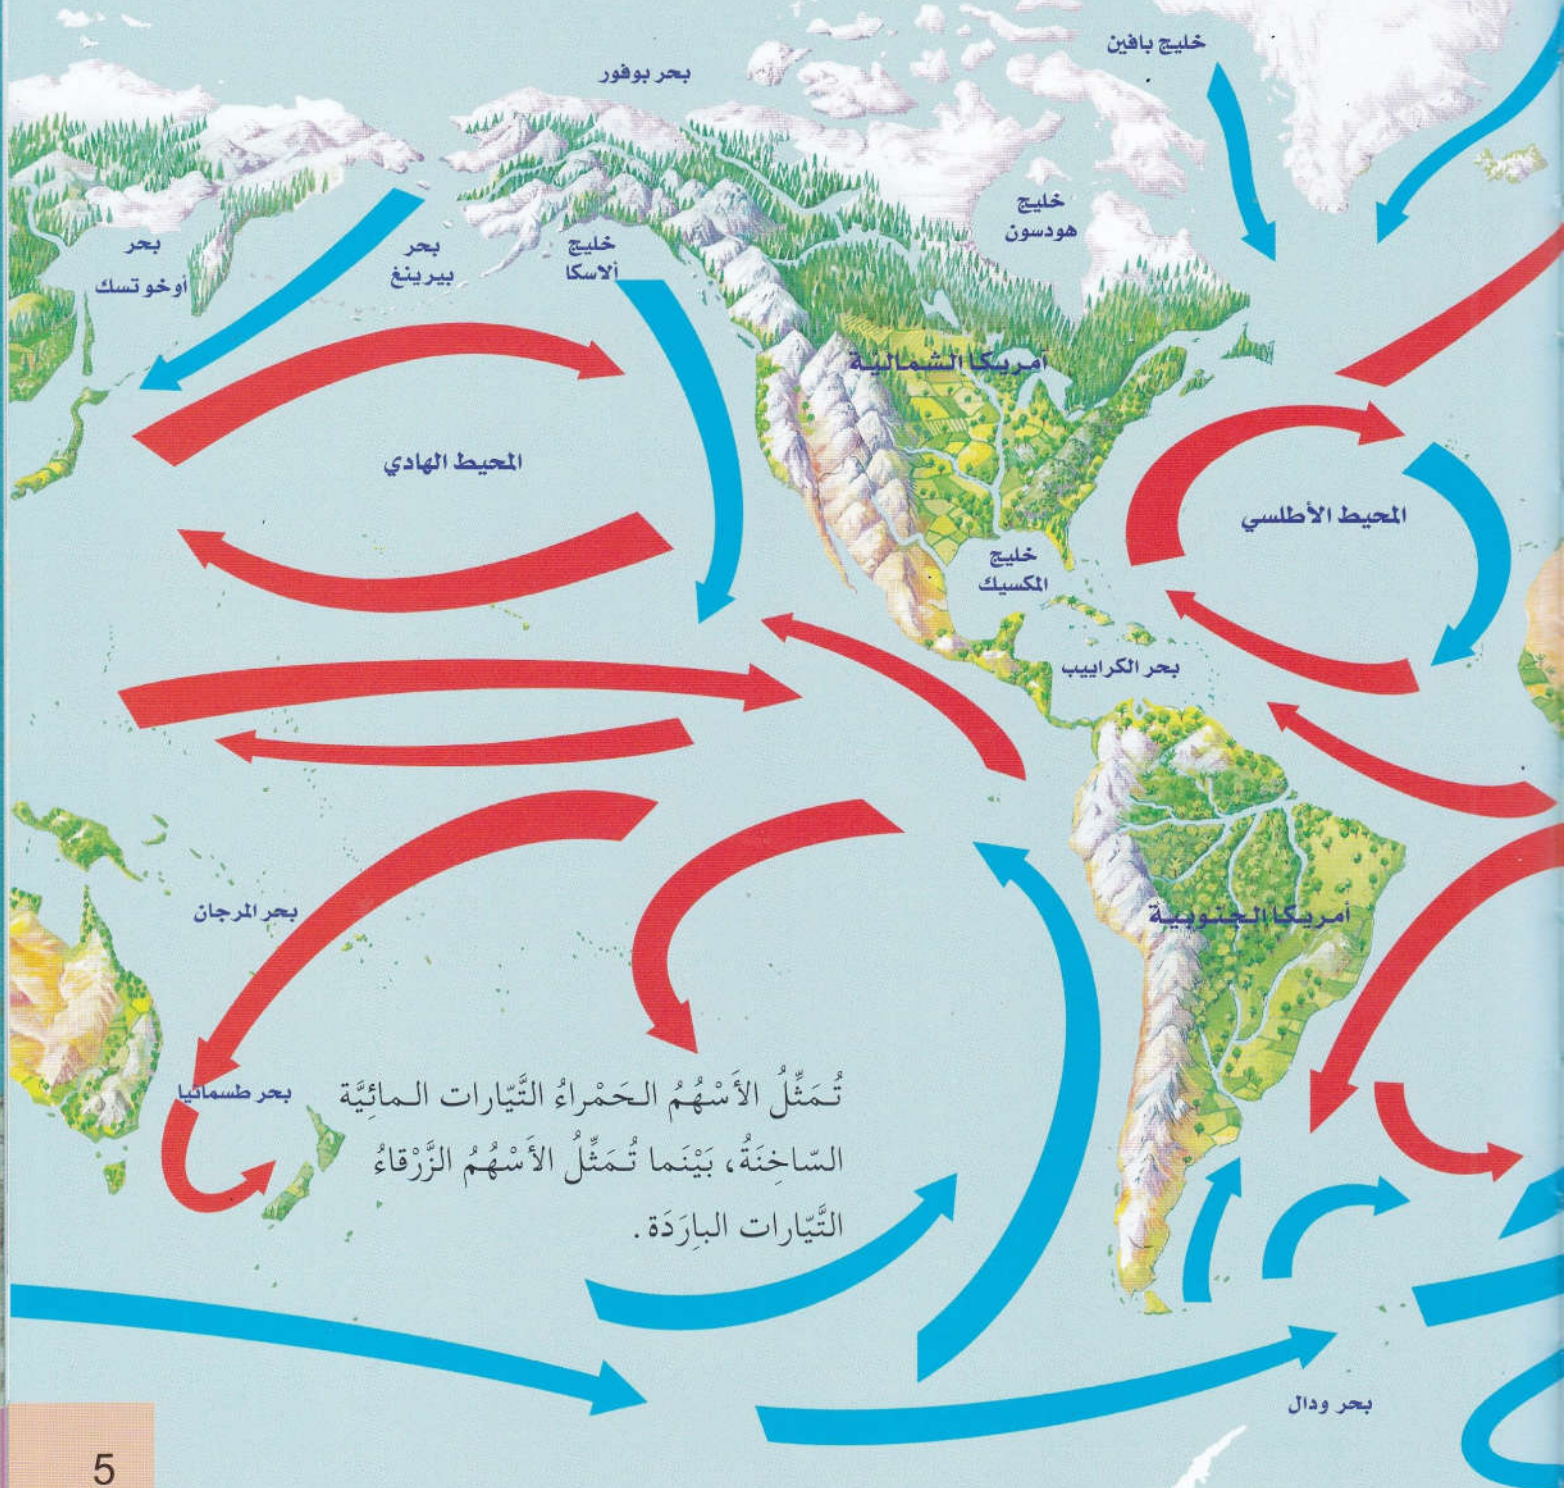 خليج بافين
بحر بوفور
خليج
هودسون
بحر
أوخوتسك
بحر
بيرينغ
خليج
ألاسكا
أمريكا الشمالية
المحيط الهادي
المحيط الأطلسي
خليج
المكسيك
بحر الكراييب
أمريكا الجنوبية
بحر المرجان
بحر طسمانيا
تُمَثِّلُ الأَسْهُمُ الحَمْراءُ التَّيّارات المائِيَّة
السّاخِنَةُ، بَيْنَما تُمَثِّلُ الأَسْهُمُ الزَّرْقاءُ
التَّيّارات البارَدَة.
بحر ودال
5